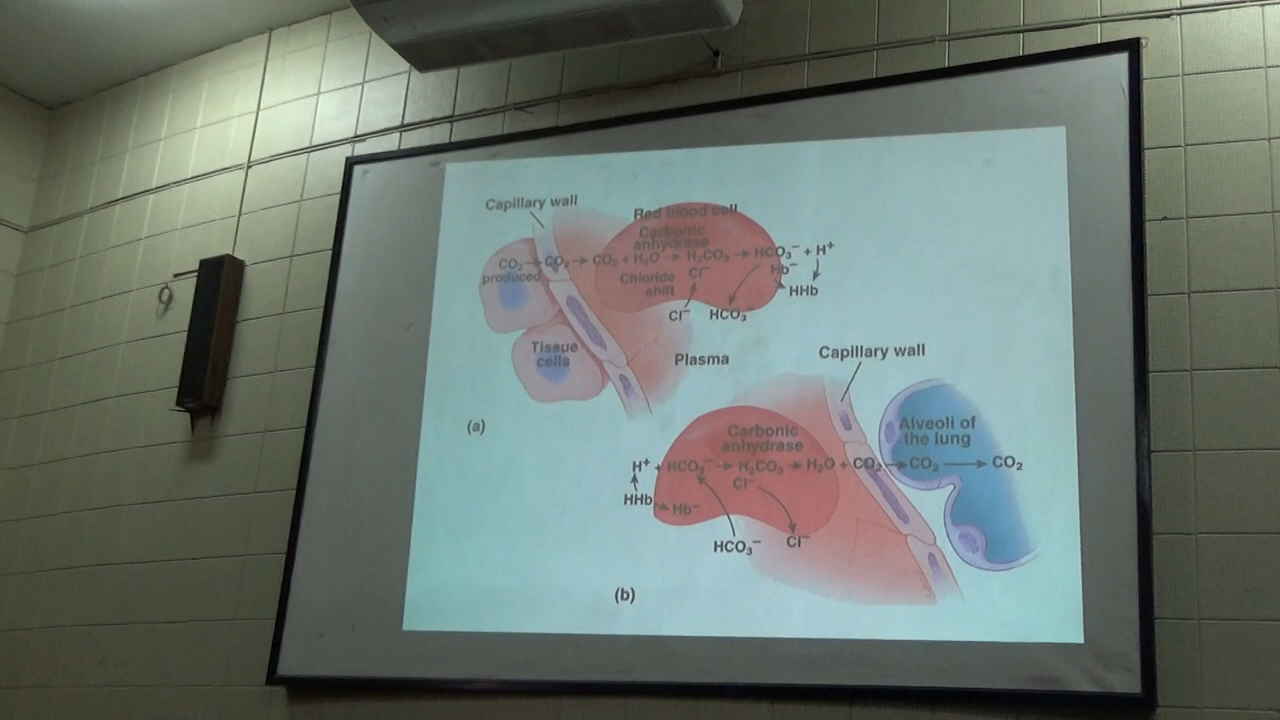 Capillary wall
Red blood cell
Carbonic
anhydrase
CO₂ → CO₂ → CO₂ + H₂O → H₂CO₃ → HCO₃⁻ + H⁺
produced
Chloride
shift
Cl⁻
Hb⁻
HHb
Cl⁻
HCO₃
Tissue
cells
Plasma
(a)
Capillary wall
Carbonic
anhydrase
Alveoli of
the lung
H⁺ + HCO₃⁻ → H₂CO₃ → H₂O + CO₂ → CO₂ → CO₂
Cl⁻
HHb
Hb⁻
HCO₃⁻
Cl⁻
(b)